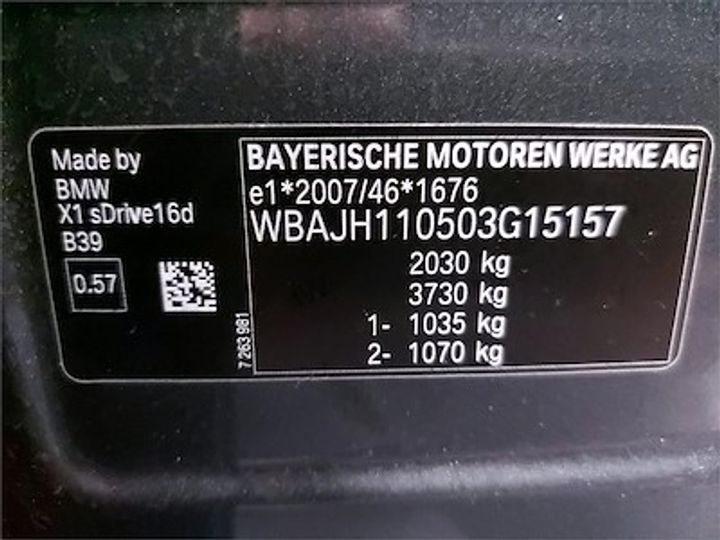 Made by
BMW
X1 sDrive16d
B39
0.57
7 263 981
BAYERISCHE MOTOREN WERKE AG
e1*2007/46*1676
WBAJH110503G15157
2030 kg
3730 kg
1- 1035 kg
2- 1070 kg